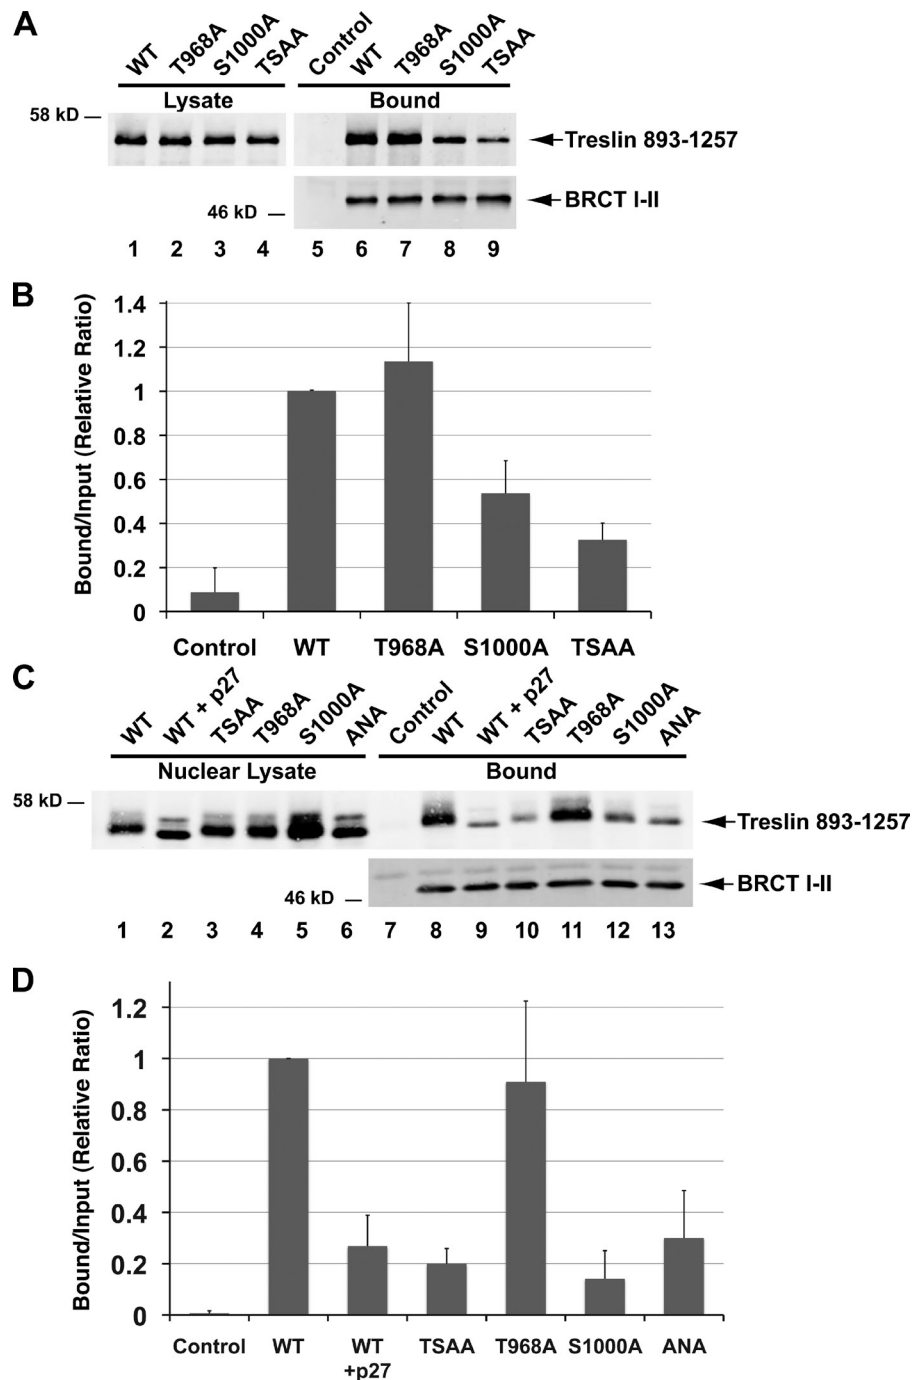 A
WT T968A S1000A TSAA Control WT T968A S1000A TSAA
Lysate Bound
58 kD
Treslin 893-1257
BRCT I-II
46 kD
1 2 3 4 5 6 7 8 9
B
Bound/Input (Relative Ratio)
1.4
1.2
1
0.8
0.6
0.4
0.2
0
Control WT T968A S1000A TSAA
C
WT WT + p27 TSAA T968A S1000A ANA Control WT WT + p27 TSAA T968A S1000A ANA
Nuclear Lysate Bound
58 kD
Treslin 893-1257
BRCT I-II
46 kD
1 2 3 4 5 6 7 8 9 10 11 12 13
D
Bound/Input (Relative Ratio)
1.2
1
0.8
0.6
0.4
0.2
0
Control WT WT TSAA T968A S1000A ANA
+p27